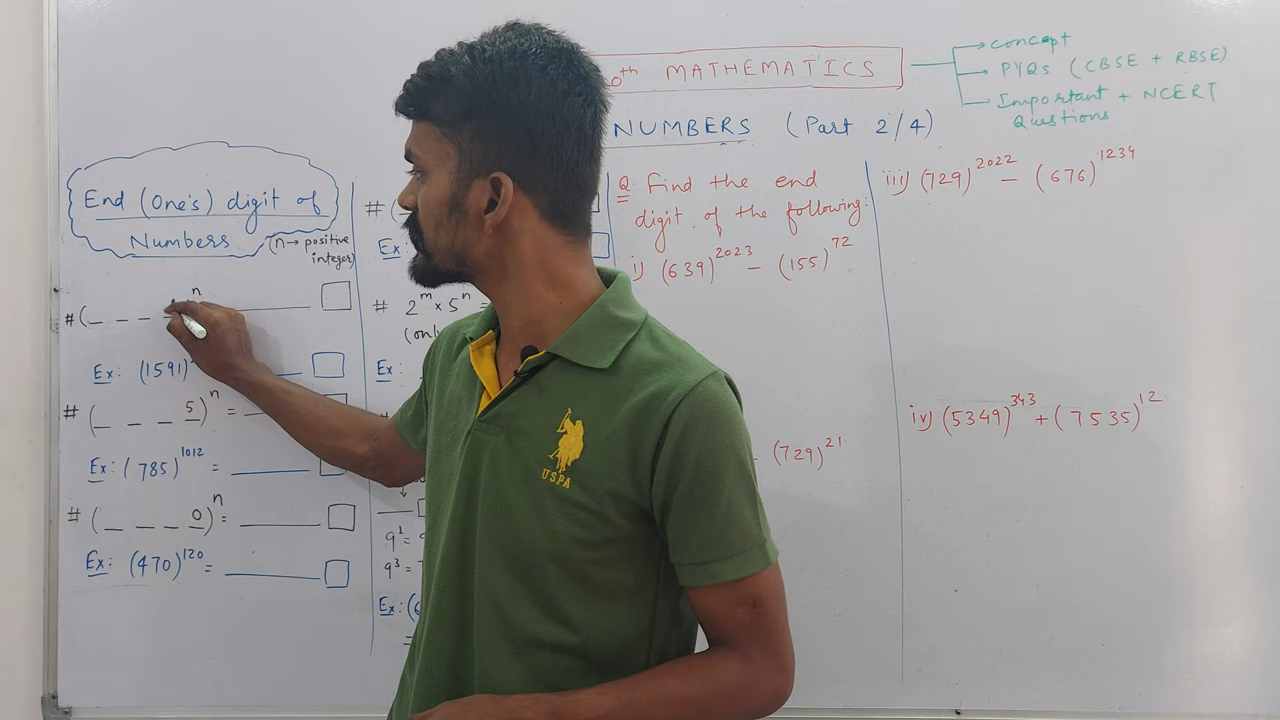 10th MATHEMATICS
→ concept
→ PYQs (CBSE + RBSE)
→ Important + NCERT
Questions
NUMBERS (Part 2/4)
End (One's) digit of
Numbers
(n → positive
integer)
# (_ _ _ _ n ____ □
Ex: (1591) ____ □
# (_ _ _ 5)^n = ____
Ex: (785)^1012 = ____
# (_ _ _ 0)^n = ____ □
Ex: (470)^120 = ____ □
# (
Ex:
# 2^m × 5^n =
(only
Ex:
9^1 =
9^3 =
Ex: (
=
Q Find the end
digit of the following:
i) (639)^2023 − (155)^72
(729)^21
iii) (729)^2022 − (676)^1234
iv) (5349)^343 + (7535)^12
U.S.P.A